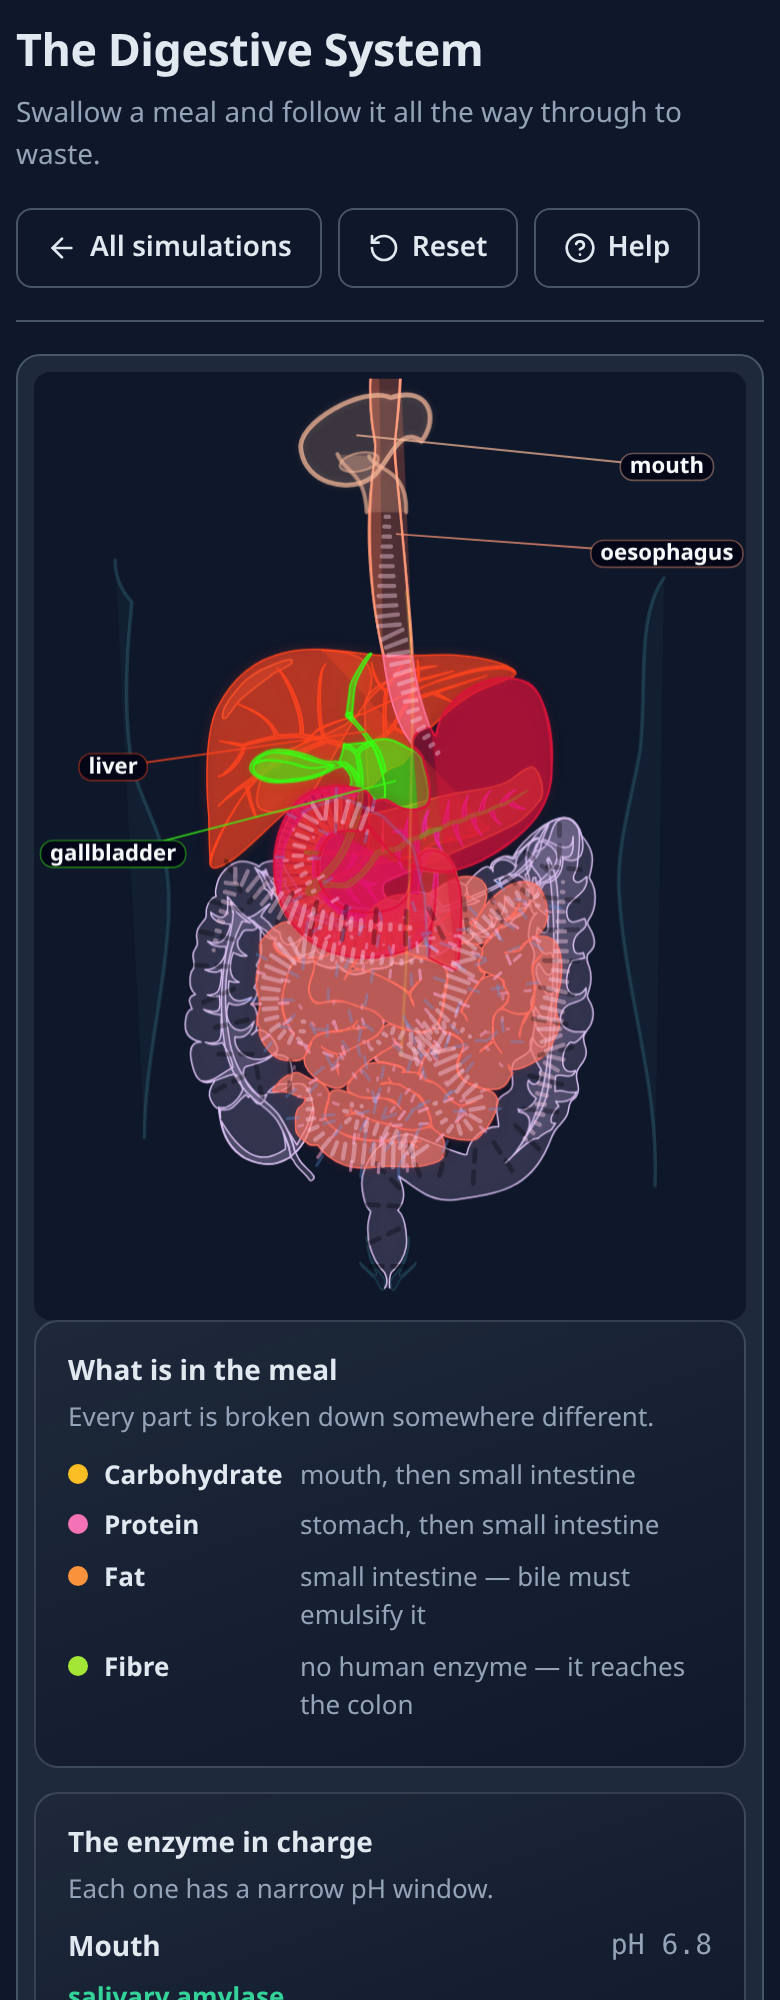 The Digestive System
Swallow a meal and follow it all the way through to
waste.
All simulations
Reset
Help
mouth
oesophagus
liver
gallbladder
What is in the meal
Every part is broken down somewhere different.
Carbohydrate mouth, then small intestine
Protein stomach, then small intestine
Fat small intestine — bile must
emulsify it
Fibre no human enzyme — it reaches
the colon
The enzyme in charge
Each one has a narrow pH window.
Mouth pH 6.8
salivary amylase